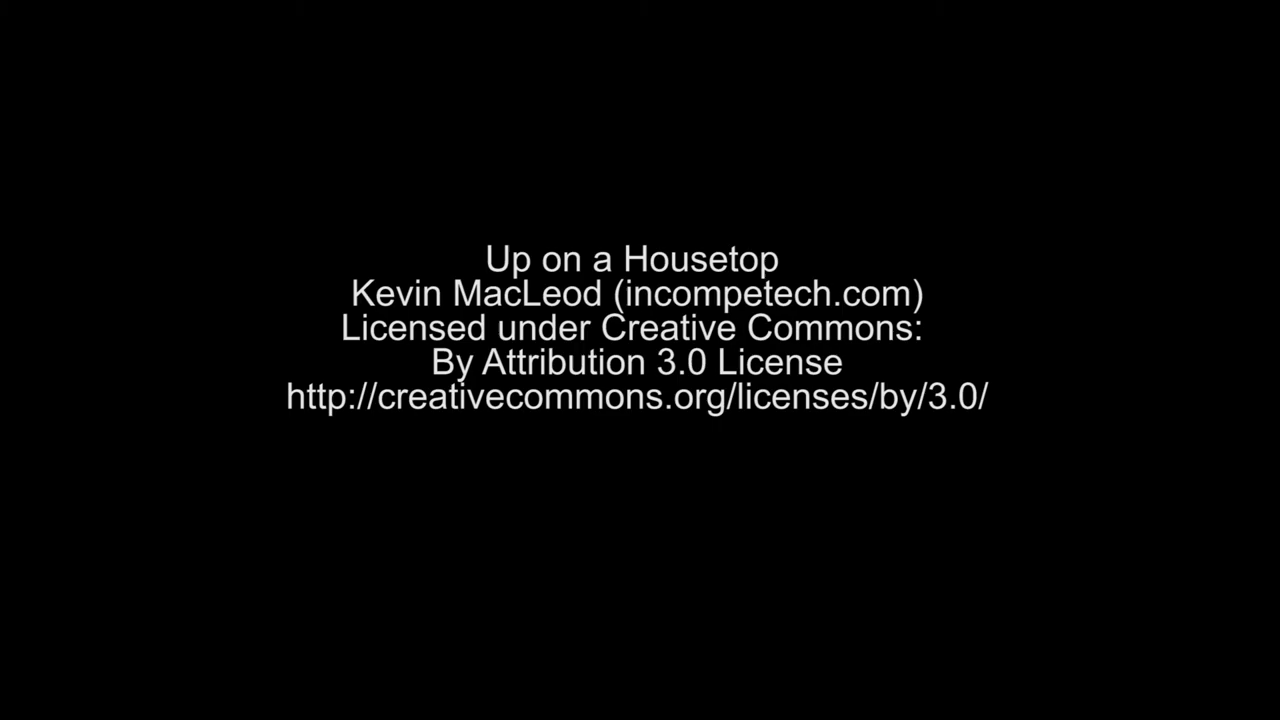 Up on a Housetop
Kevin MacLeod (incompetech.com)
Licensed under Creative Commons:
By Attribution 3.0 License
http://creativecommons.org/licenses/by/3.0/